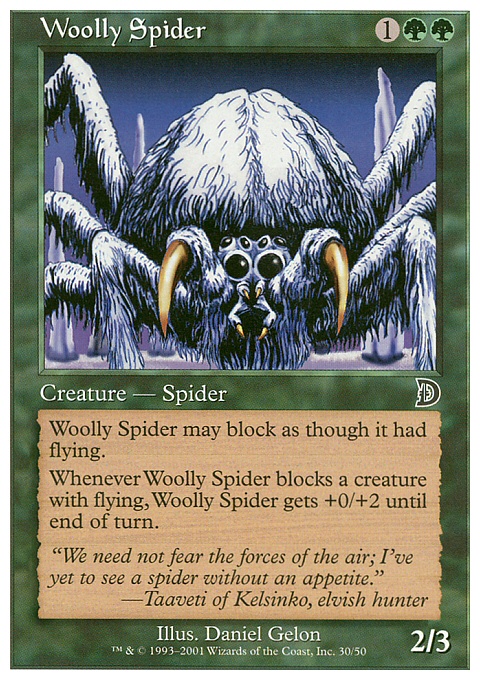 Woolly Spider 1
Creature — Spider
Woolly Spider may block as though it had
flying.
Whenever Woolly Spider blocks a creature
with flying, Woolly Spider gets +0/+2 until
end of turn.
“We need not fear the forces of the air; I’ve
yet to see a spider without an appetite.”
—Taaveti of Kelsinko, elvish hunter
Illus. Daniel Gelon
™ & © 1993–2001 Wizards of the Coast, Inc. 30/50
2/3